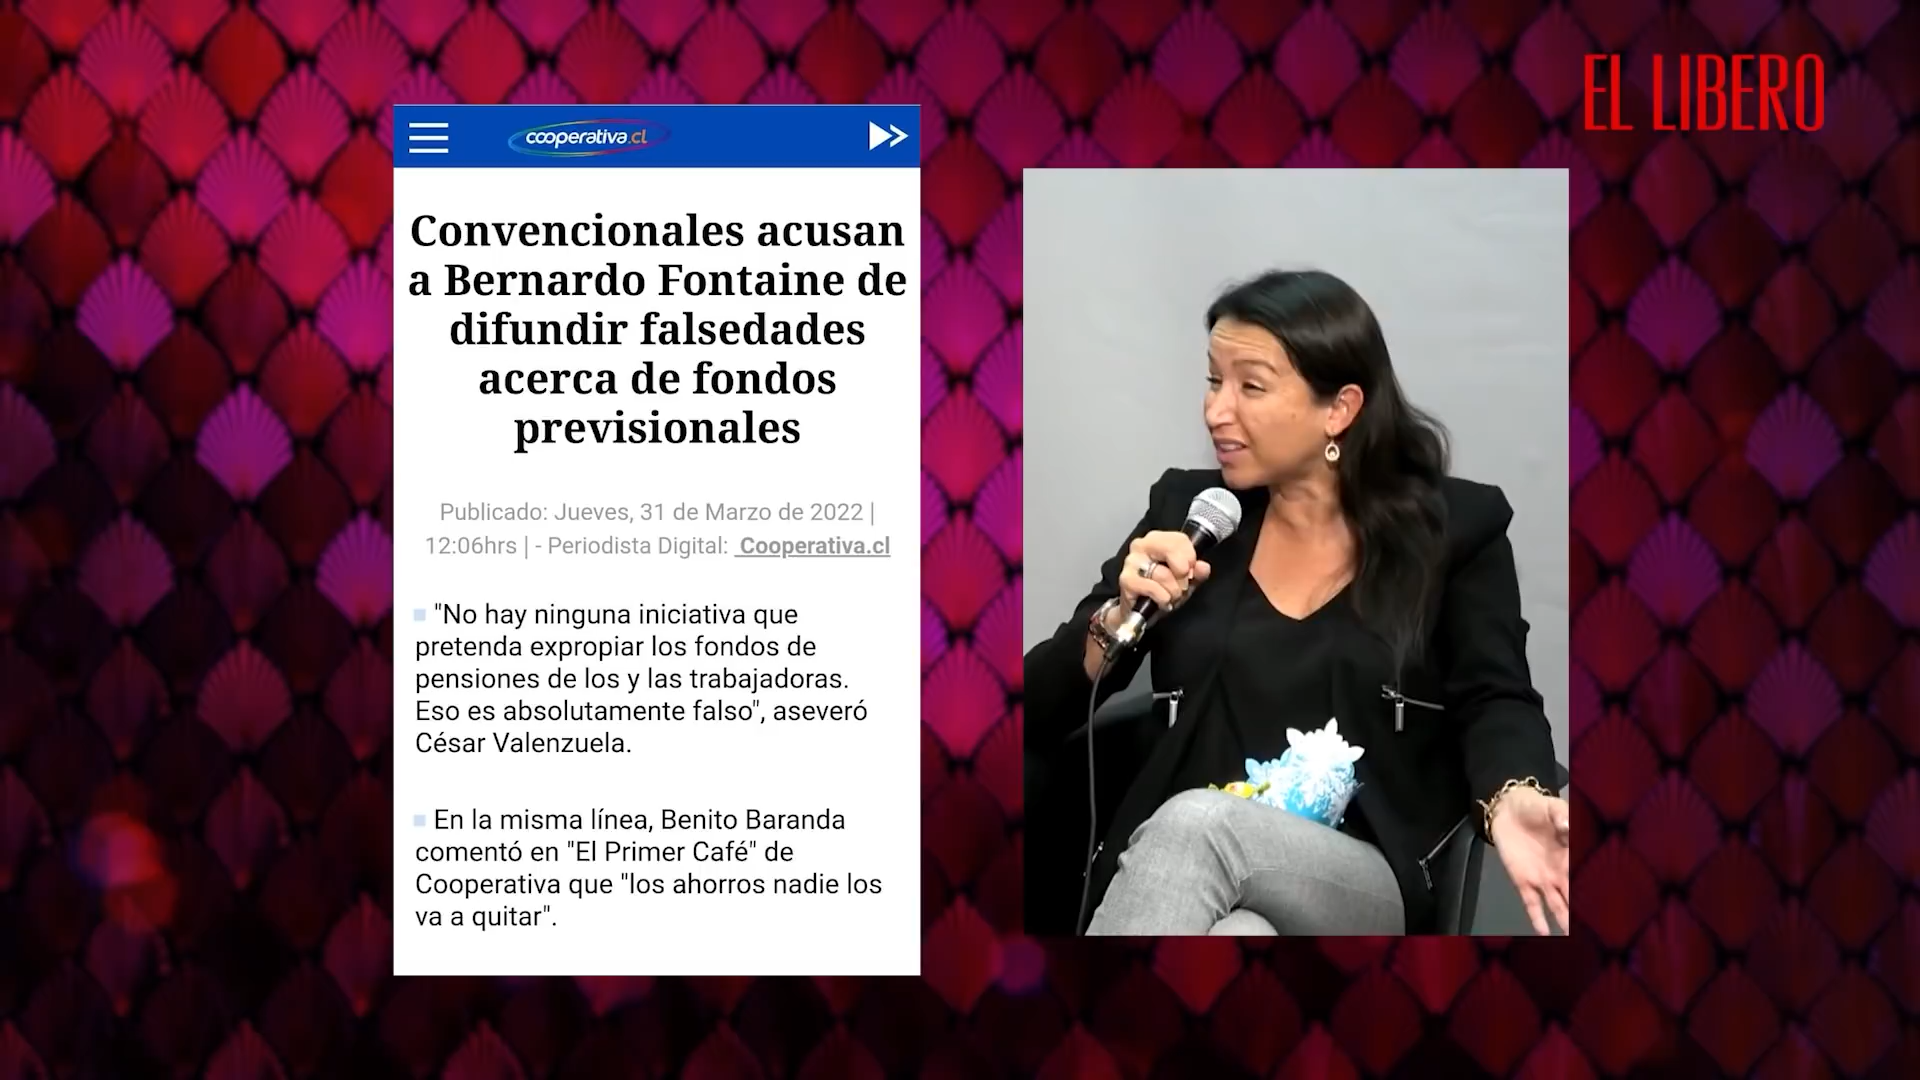 EL LIBERO
cooperativa.cl
Convencionales acusan
a Bernardo Fontaine de
difundir falsedades
acerca de fondos
previsionales
Publicado: Jueves, 31 de Marzo de 2022 |
12:06hrs | - Periodista Digital: Cooperativa.cl
"No hay ninguna iniciativa que
pretenda expropiar los fondos de
pensiones de los y las trabajadoras.
Eso es absolutamente falso", aseveró
César Valenzuela.
En la misma línea, Benito Baranda
comentó en "El Primer Café" de
Cooperativa que "los ahorros nadie los
va a quitar".